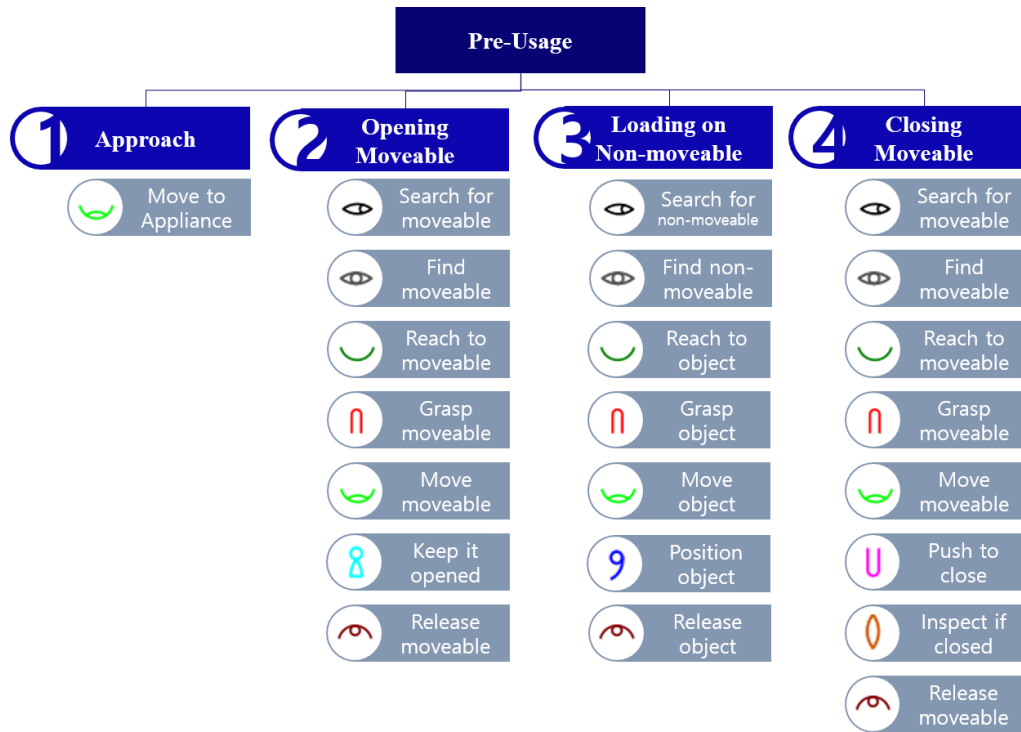 Pre-Usage
1
Approach
Move to
Appliance
2
Opening
Moveable
Search for
moveable
Find
moveable
Reach to
moveable
Grasp
moveable
Move
moveable
Keep it
opened
Release
moveable
3
Loading on
Non-moveable
Search for
non-moveable
Find non-
moveable
Reach to
object
Grasp
object
Move
object
Position
object
Release
object
4
Closing
Moveable
Search for
moveable
Find
moveable
Reach to
moveable
Grasp
moveable
Move
moveable
Push to
close
Inspect if
closed
Release
moveable